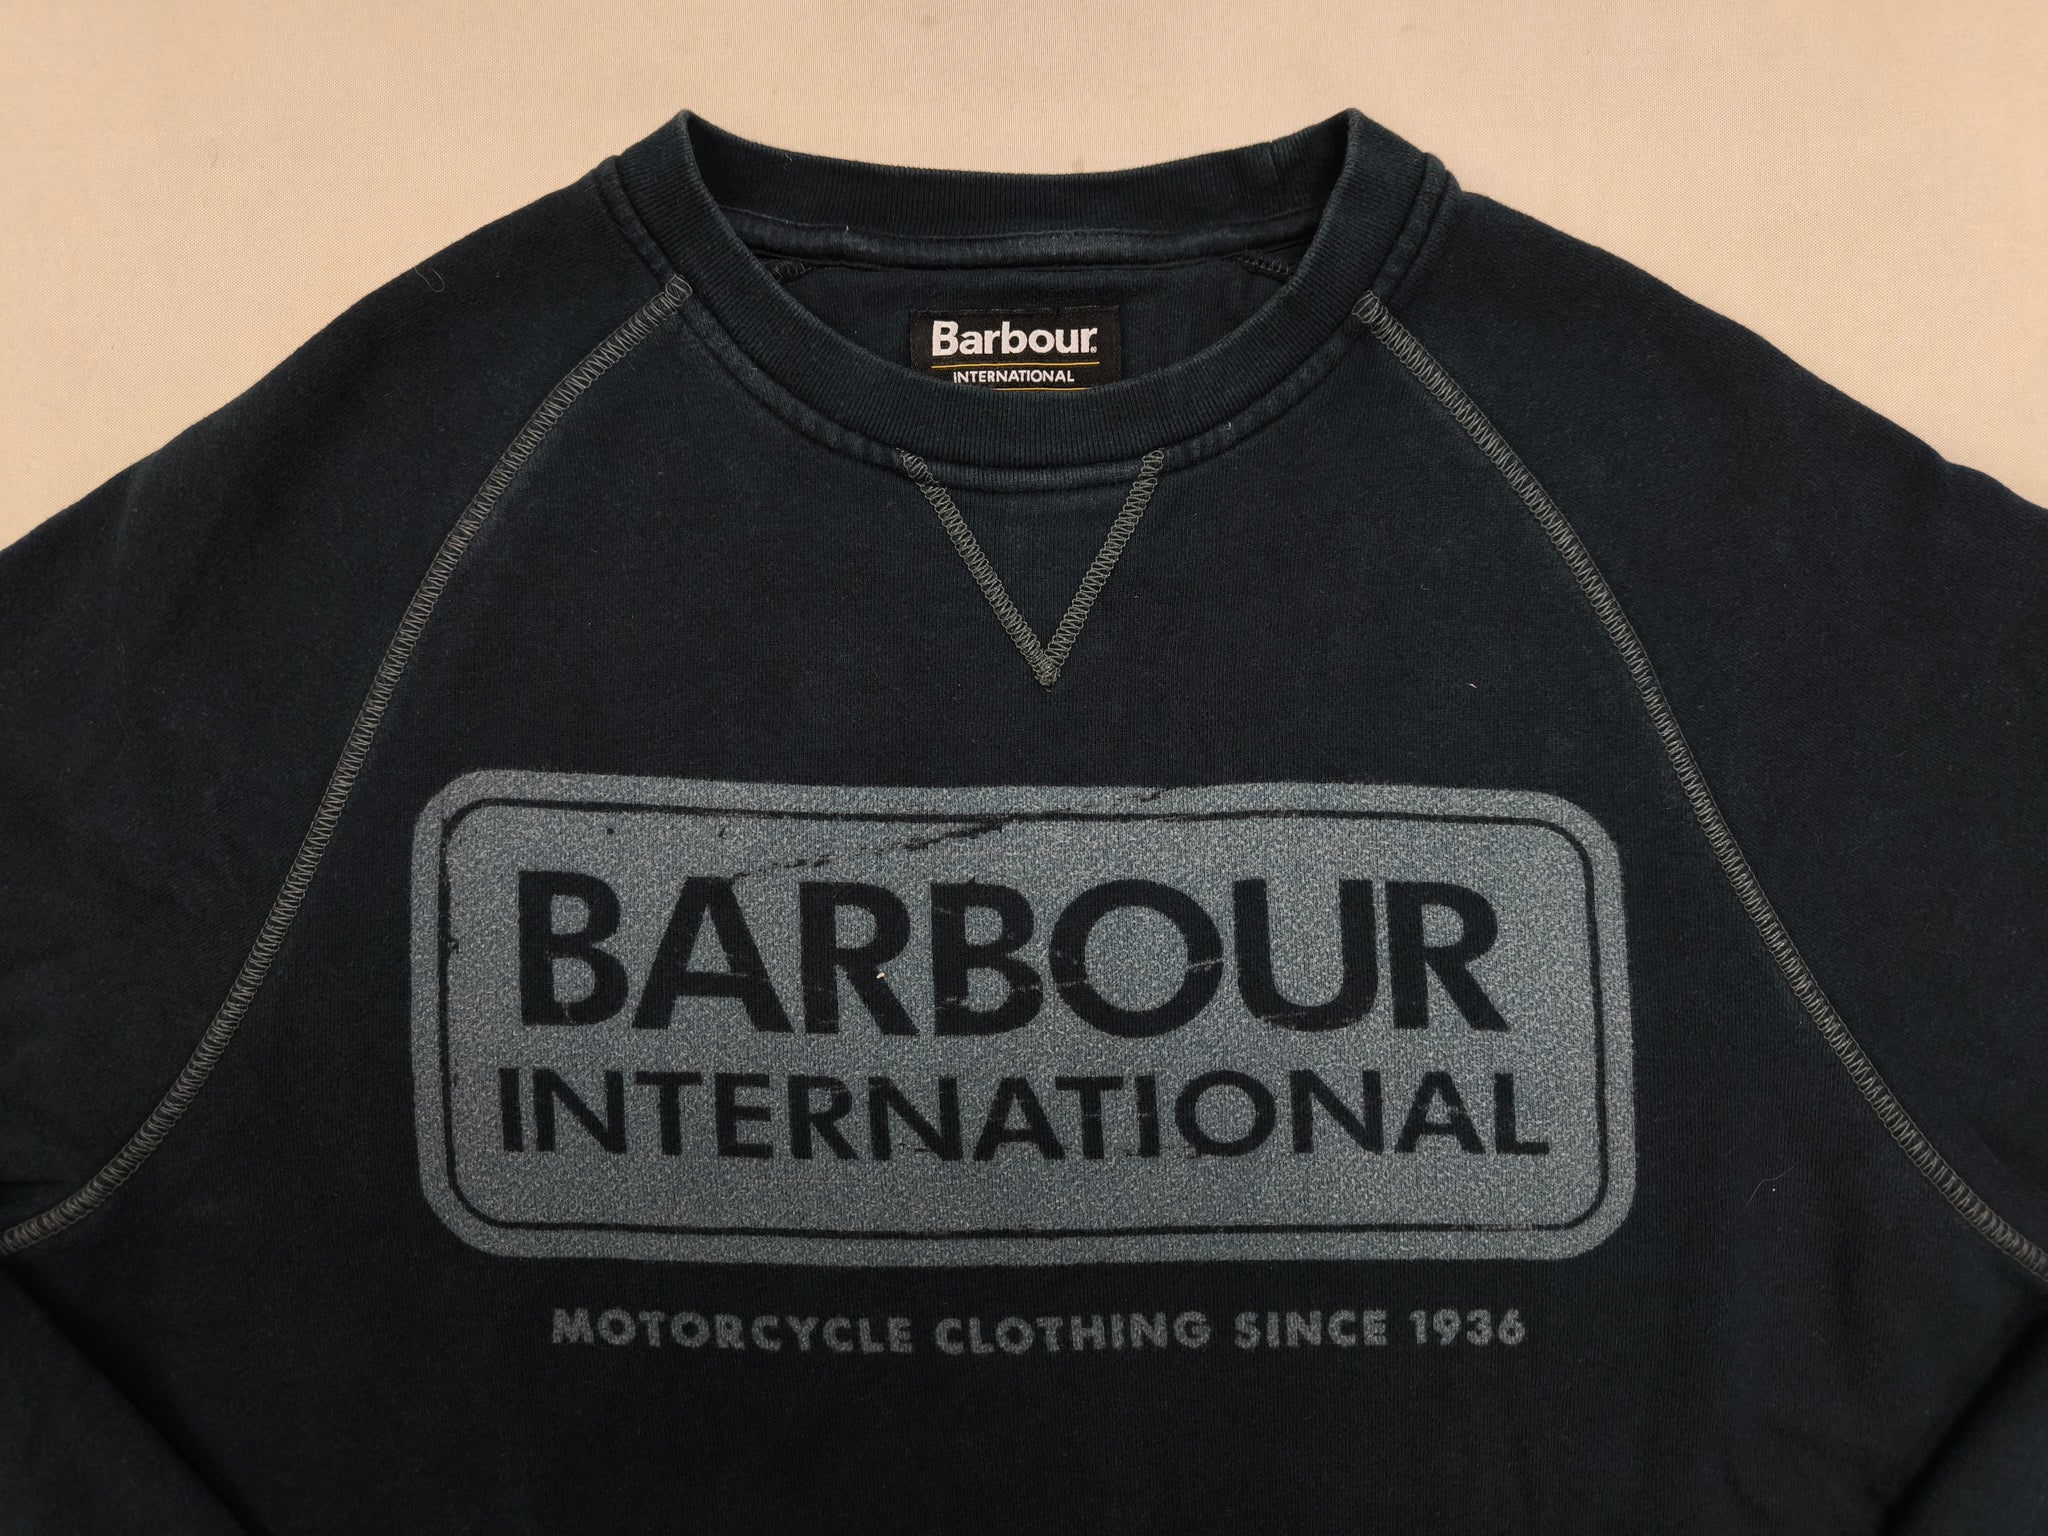 Barbour.
INTERNATIONAL
BARBOUR
INTERNATIONAL
MOTORCYCLE CLOTHING SINCE 1936